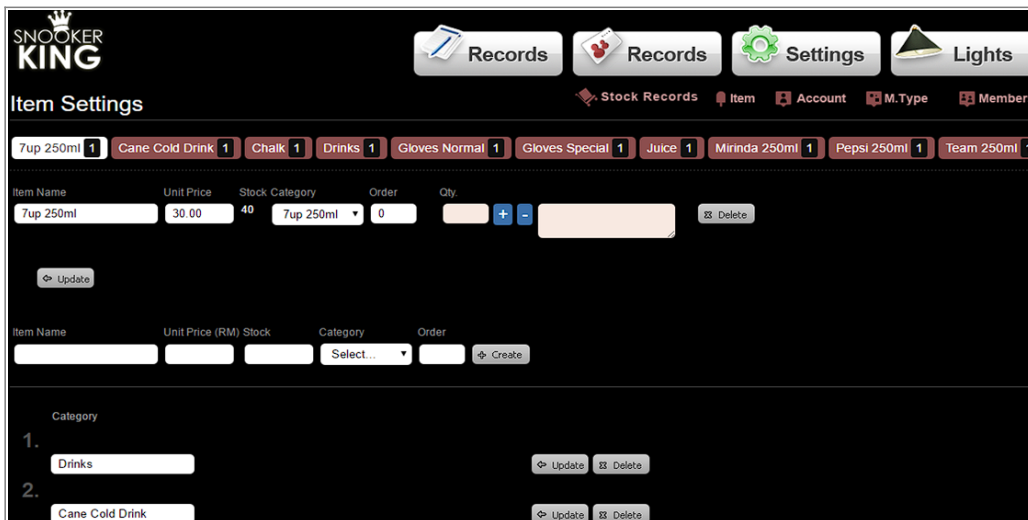 SNOOKER
KING
Records
Records
Settings
Lights
Item Settings
Stock Records
Item
Account
M.Type
Member
7up 250ml 1
Cane Cold Drink 1
Chalk 1
Drinks 1
Gloves Normal 1
Gloves Special 1
Juice 1
Mirinda 250ml 1
Pepsi 250ml 1
Team 250ml 1
Item Name Unit Price Stock Category Order Qty.
7up 250ml 30.00 40 7up 250ml 0 + - Delete
Update
Item Name Unit Price (RM) Stock Category Order
Select... Create
Category
1.
Drinks Update Delete
2.
Cane Cold Drink Update Delete